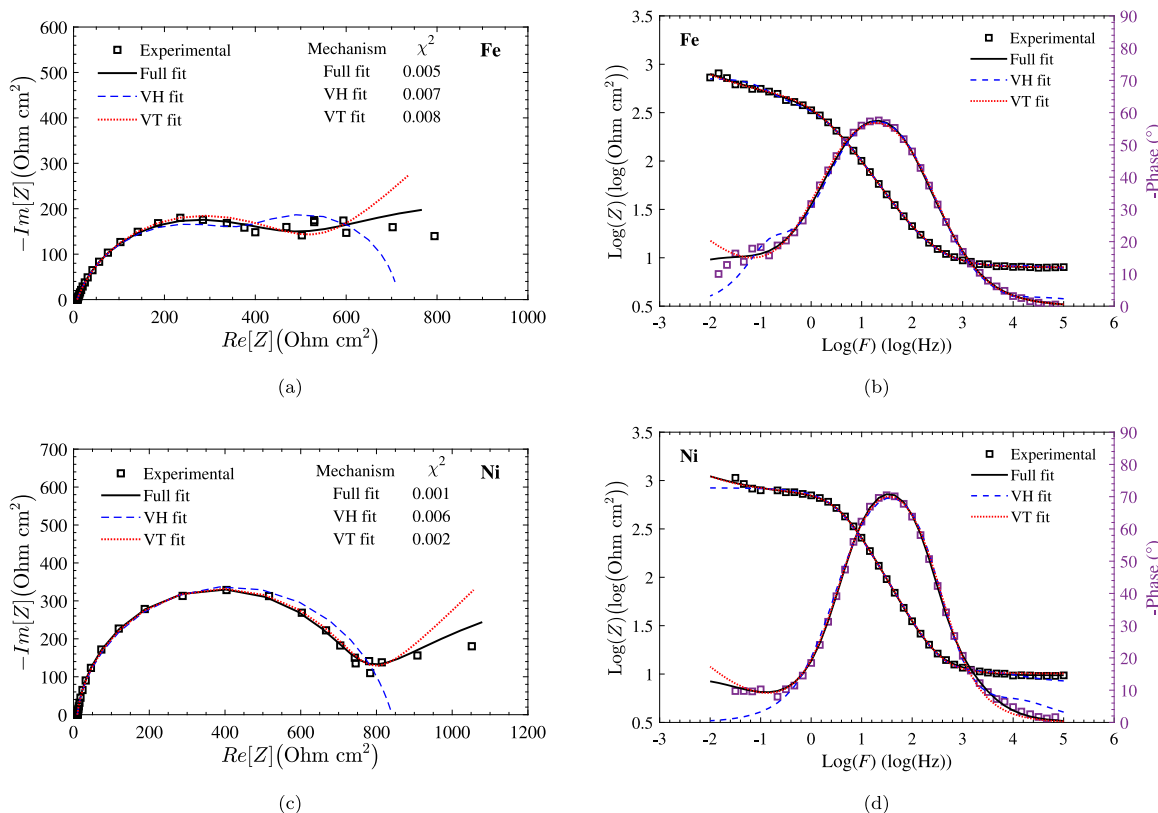 600
500
400
300
200
100
0
0 200 400 600 800 1000
−Im[Z](Ohm cm²)
Re[Z](Ohm cm²)
Experimental
Full fit
VH fit
VT fit
Mechanism χ²
Full fit 0.005
VH fit 0.007
VT fit 0.008
Fe
(a)
3.5
3
2.5
2
1.5
1
0.5
-3 -2 -1 0 1 2 3 4 5 6
90
80
70
60
50
40
30
20
10
0
Log(Z)(log(Ohm cm²))
Log(F) (log(Hz))
-Phase (°)
Fe
Experimental
Full fit
VH fit
VT fit
(b)
700
600
500
400
300
200
100
0
0 200 400 600 800 1000 1200
−Im[Z](Ohm cm²)
Re[Z](Ohm cm²)
Experimental
Full fit
VH fit
VT fit
Mechanism χ²
Full fit 0.001
VH fit 0.006
VT fit 0.002
Ni
(c)
3.5
3
2.5
2
1.5
1
0.5
-3 -2 -1 0 1 2 3 4 5 6
90
80
70
60
50
40
30
20
10
0
Log(Z)(log(Ohm cm²))
Log(F) (log(Hz))
-Phase (°)
Ni
Experimental
Full fit
VH fit
VT fit
(d)